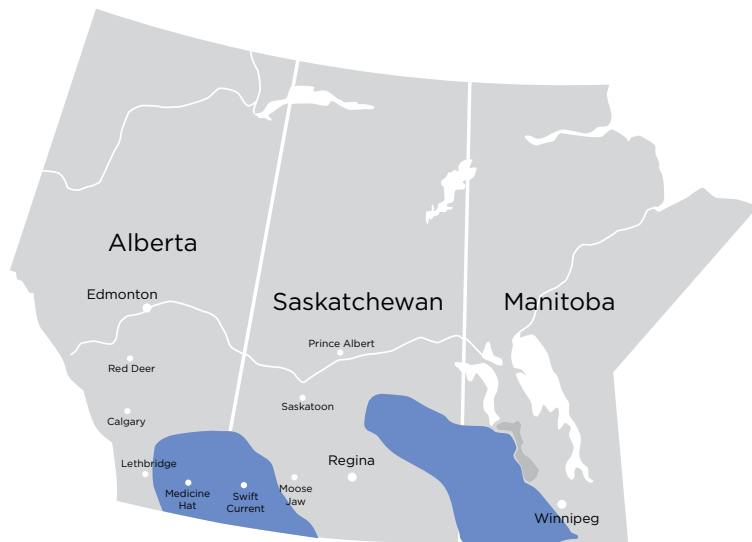 Alberta
Edmonton
Saskatchewan
Manitoba
Prince Albert
Red Deer
Saskatoon
Calgary
Lethbridge
Regina
Medicine
Hat
Swift
Current
Moose
Jaw
Winnipeg